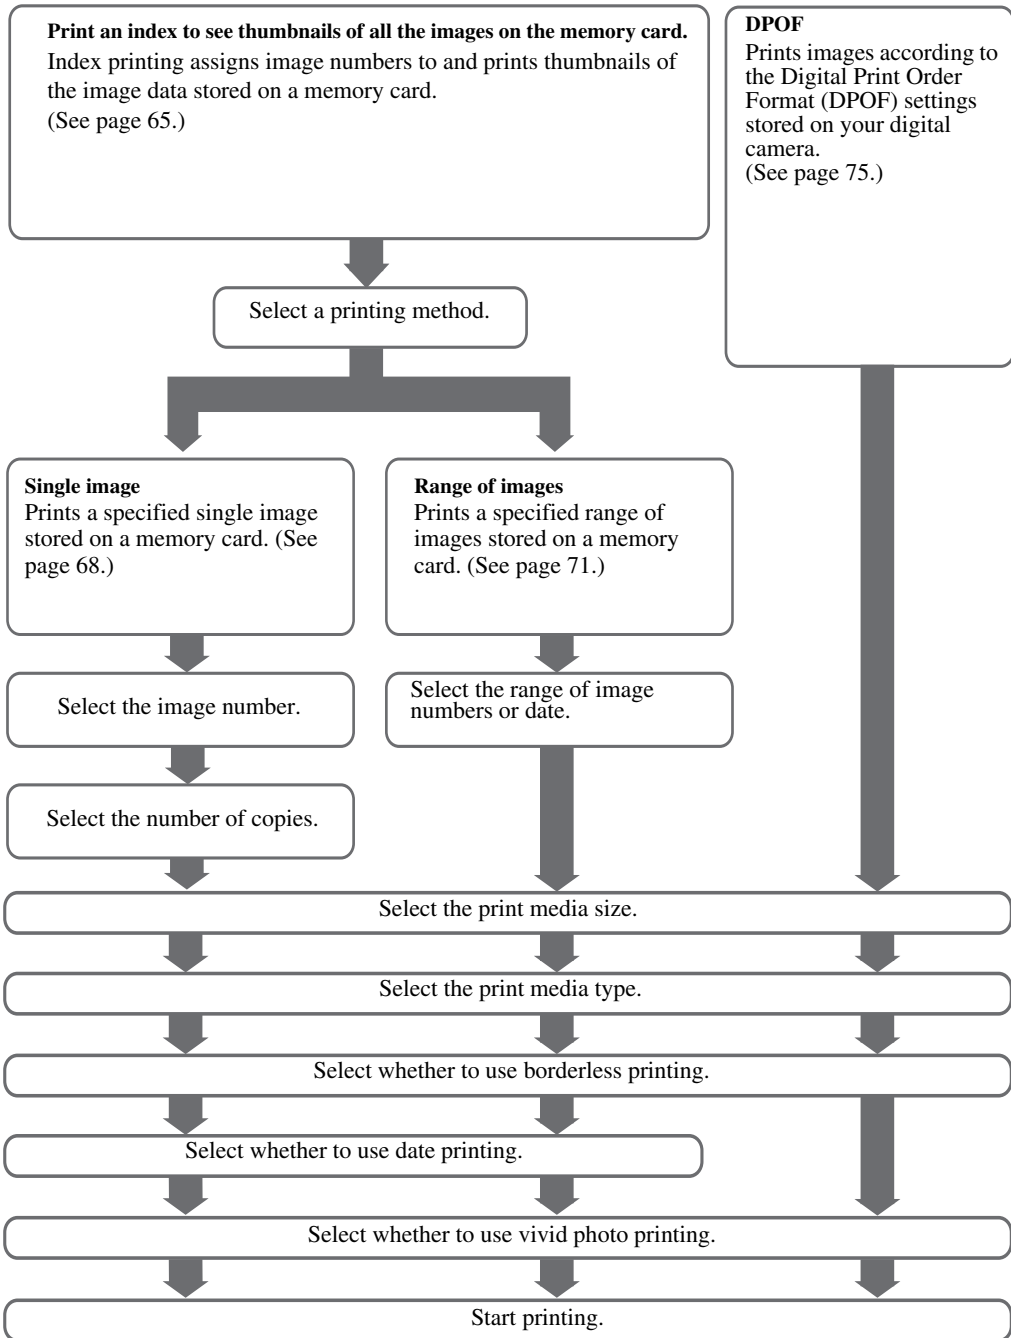 Print an index to see thumbnails of all the images on the memory card.
Index printing assigns image numbers to and prints thumbnails of
the image data stored on a memory card.
(See page 65.)
DPOF
Prints images according to
the Digital Print Order
Format (DPOF) settings
stored on your digital
camera.
(See page 75.)
Select a printing method.
Single image
Prints a specified single image
stored on a memory card. (See
page 68.)
Range of images
Prints a specified range of
images stored on a memory
card. (See page 71.)
Select the image number.
Select the range of image
numbers or date.
Select the number of copies.
Select the print media size.
Select the print media type.
Select whether to use borderless printing.
Select whether to use date printing.
Select whether to use vivid photo printing.
Start printing.